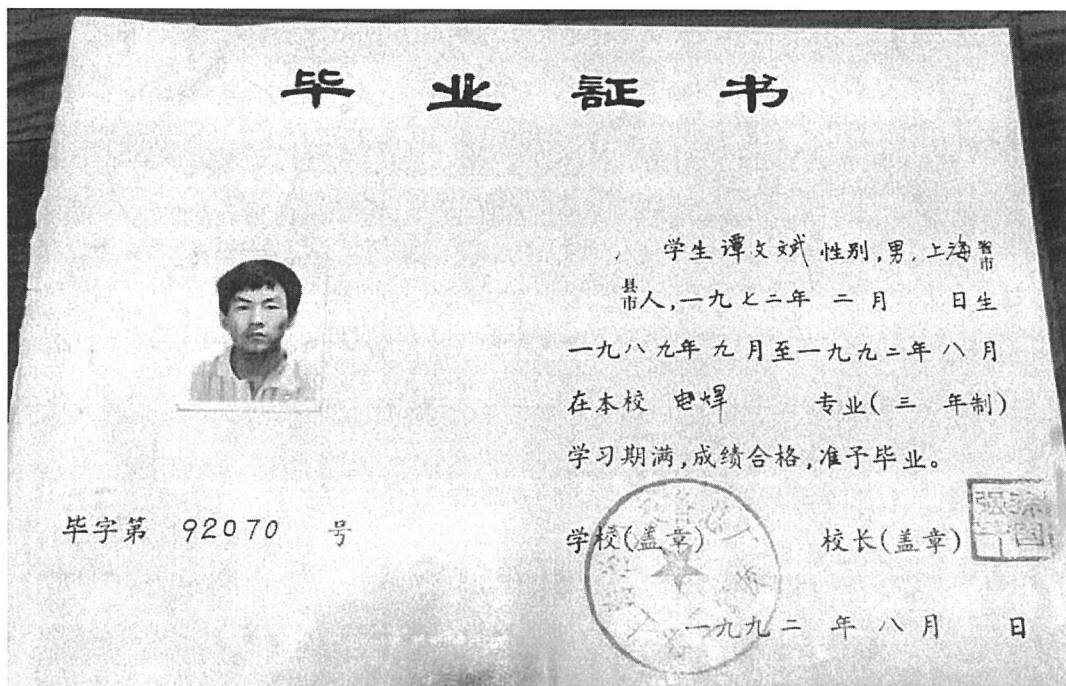 毕业証书
学生 谭文斌 性别,男,上海省市
县市人,一九七二年 二月 日生
一九八九年九月至一九九二年八月
在本校 电焊 专业(三 年制)
学习期满,成绩合格,准予毕业。
毕字第 92070 号
学校(盖章) 校长(盖章)
一九九二 年 八 月 日